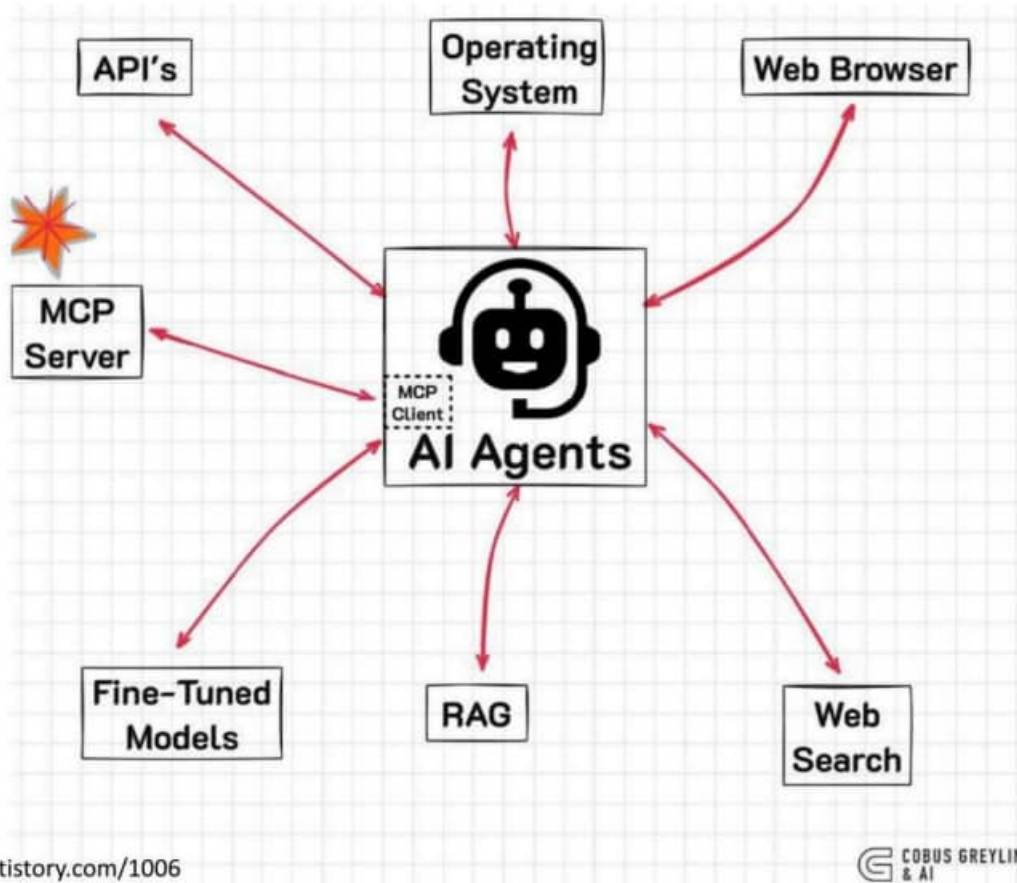 API's
Operating
System
Web Browser
MCP
Server
MCP
Client
AI Agents
Fine-Tuned
Models
RAG
Web
Search
tistory.com/1006
COBUS GREYLIN
& AI